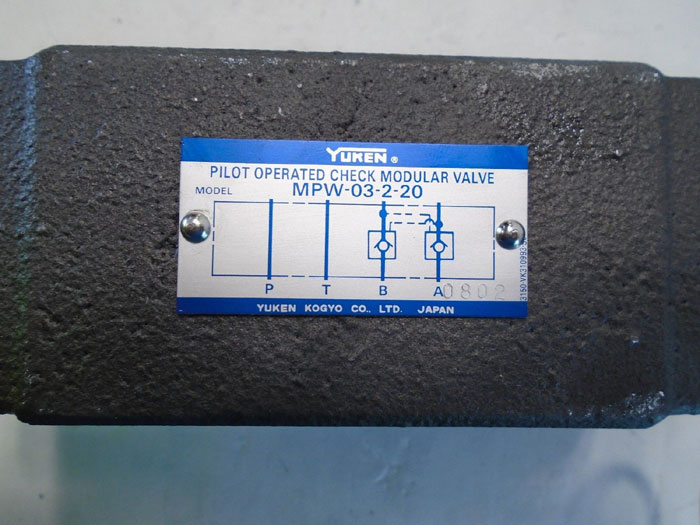 YUKEN ®
PILOT OPERATED CHECK MODULAR VALVE
MODEL MPW-03-2-20
P T B A 0802
YUKEN KOGYO CO., LTD. JAPAN